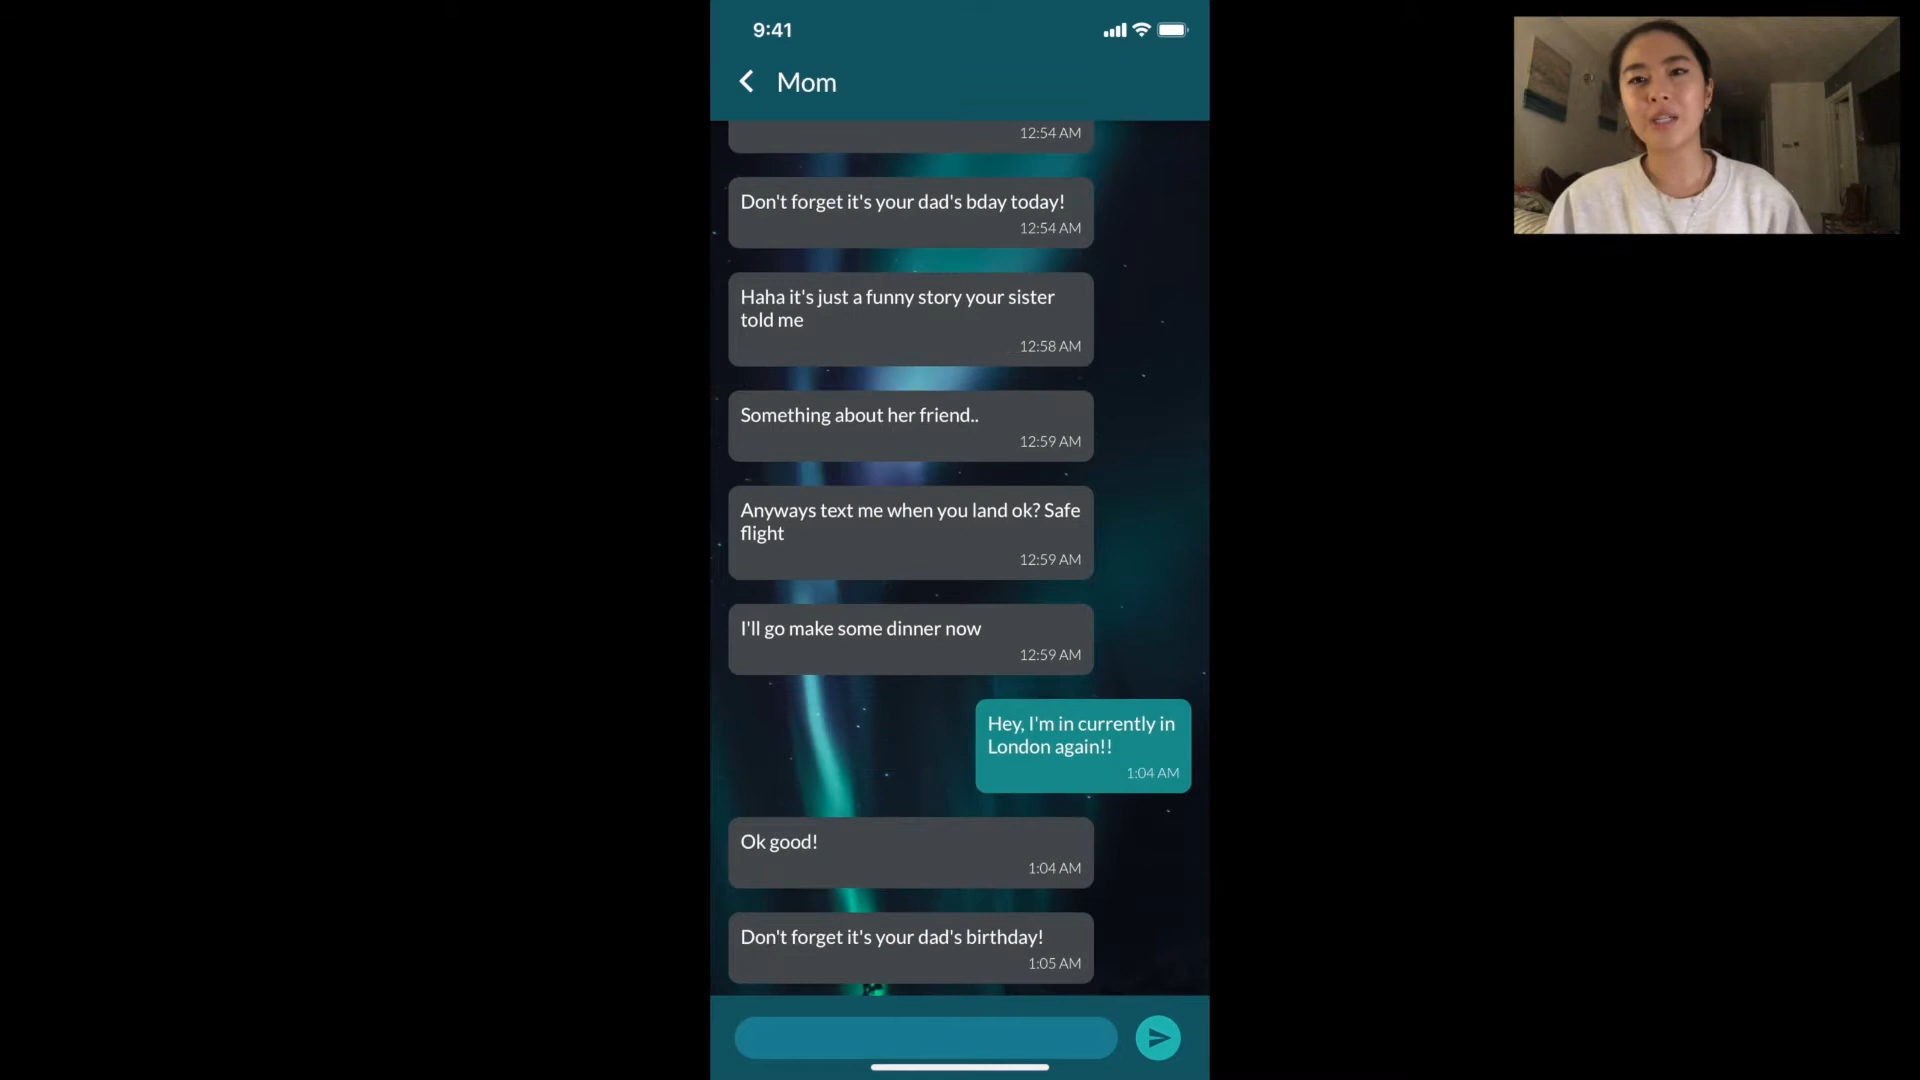 9:41
Mom
12:54 AM
Don't forget it's your dad's bday today!
12:54 AM
Haha it's just a funny story your sister
told me
12:58 AM
Something about her friend..
12:59 AM
Anyways text me when you land ok? Safe
flight
12:59 AM
I'll go make some dinner now
12:59 AM
Hey, I'm in currently in
London again!!
1:04 AM
Ok good!
1:04 AM
Don't forget it's your dad's birthday!
1:05 AM